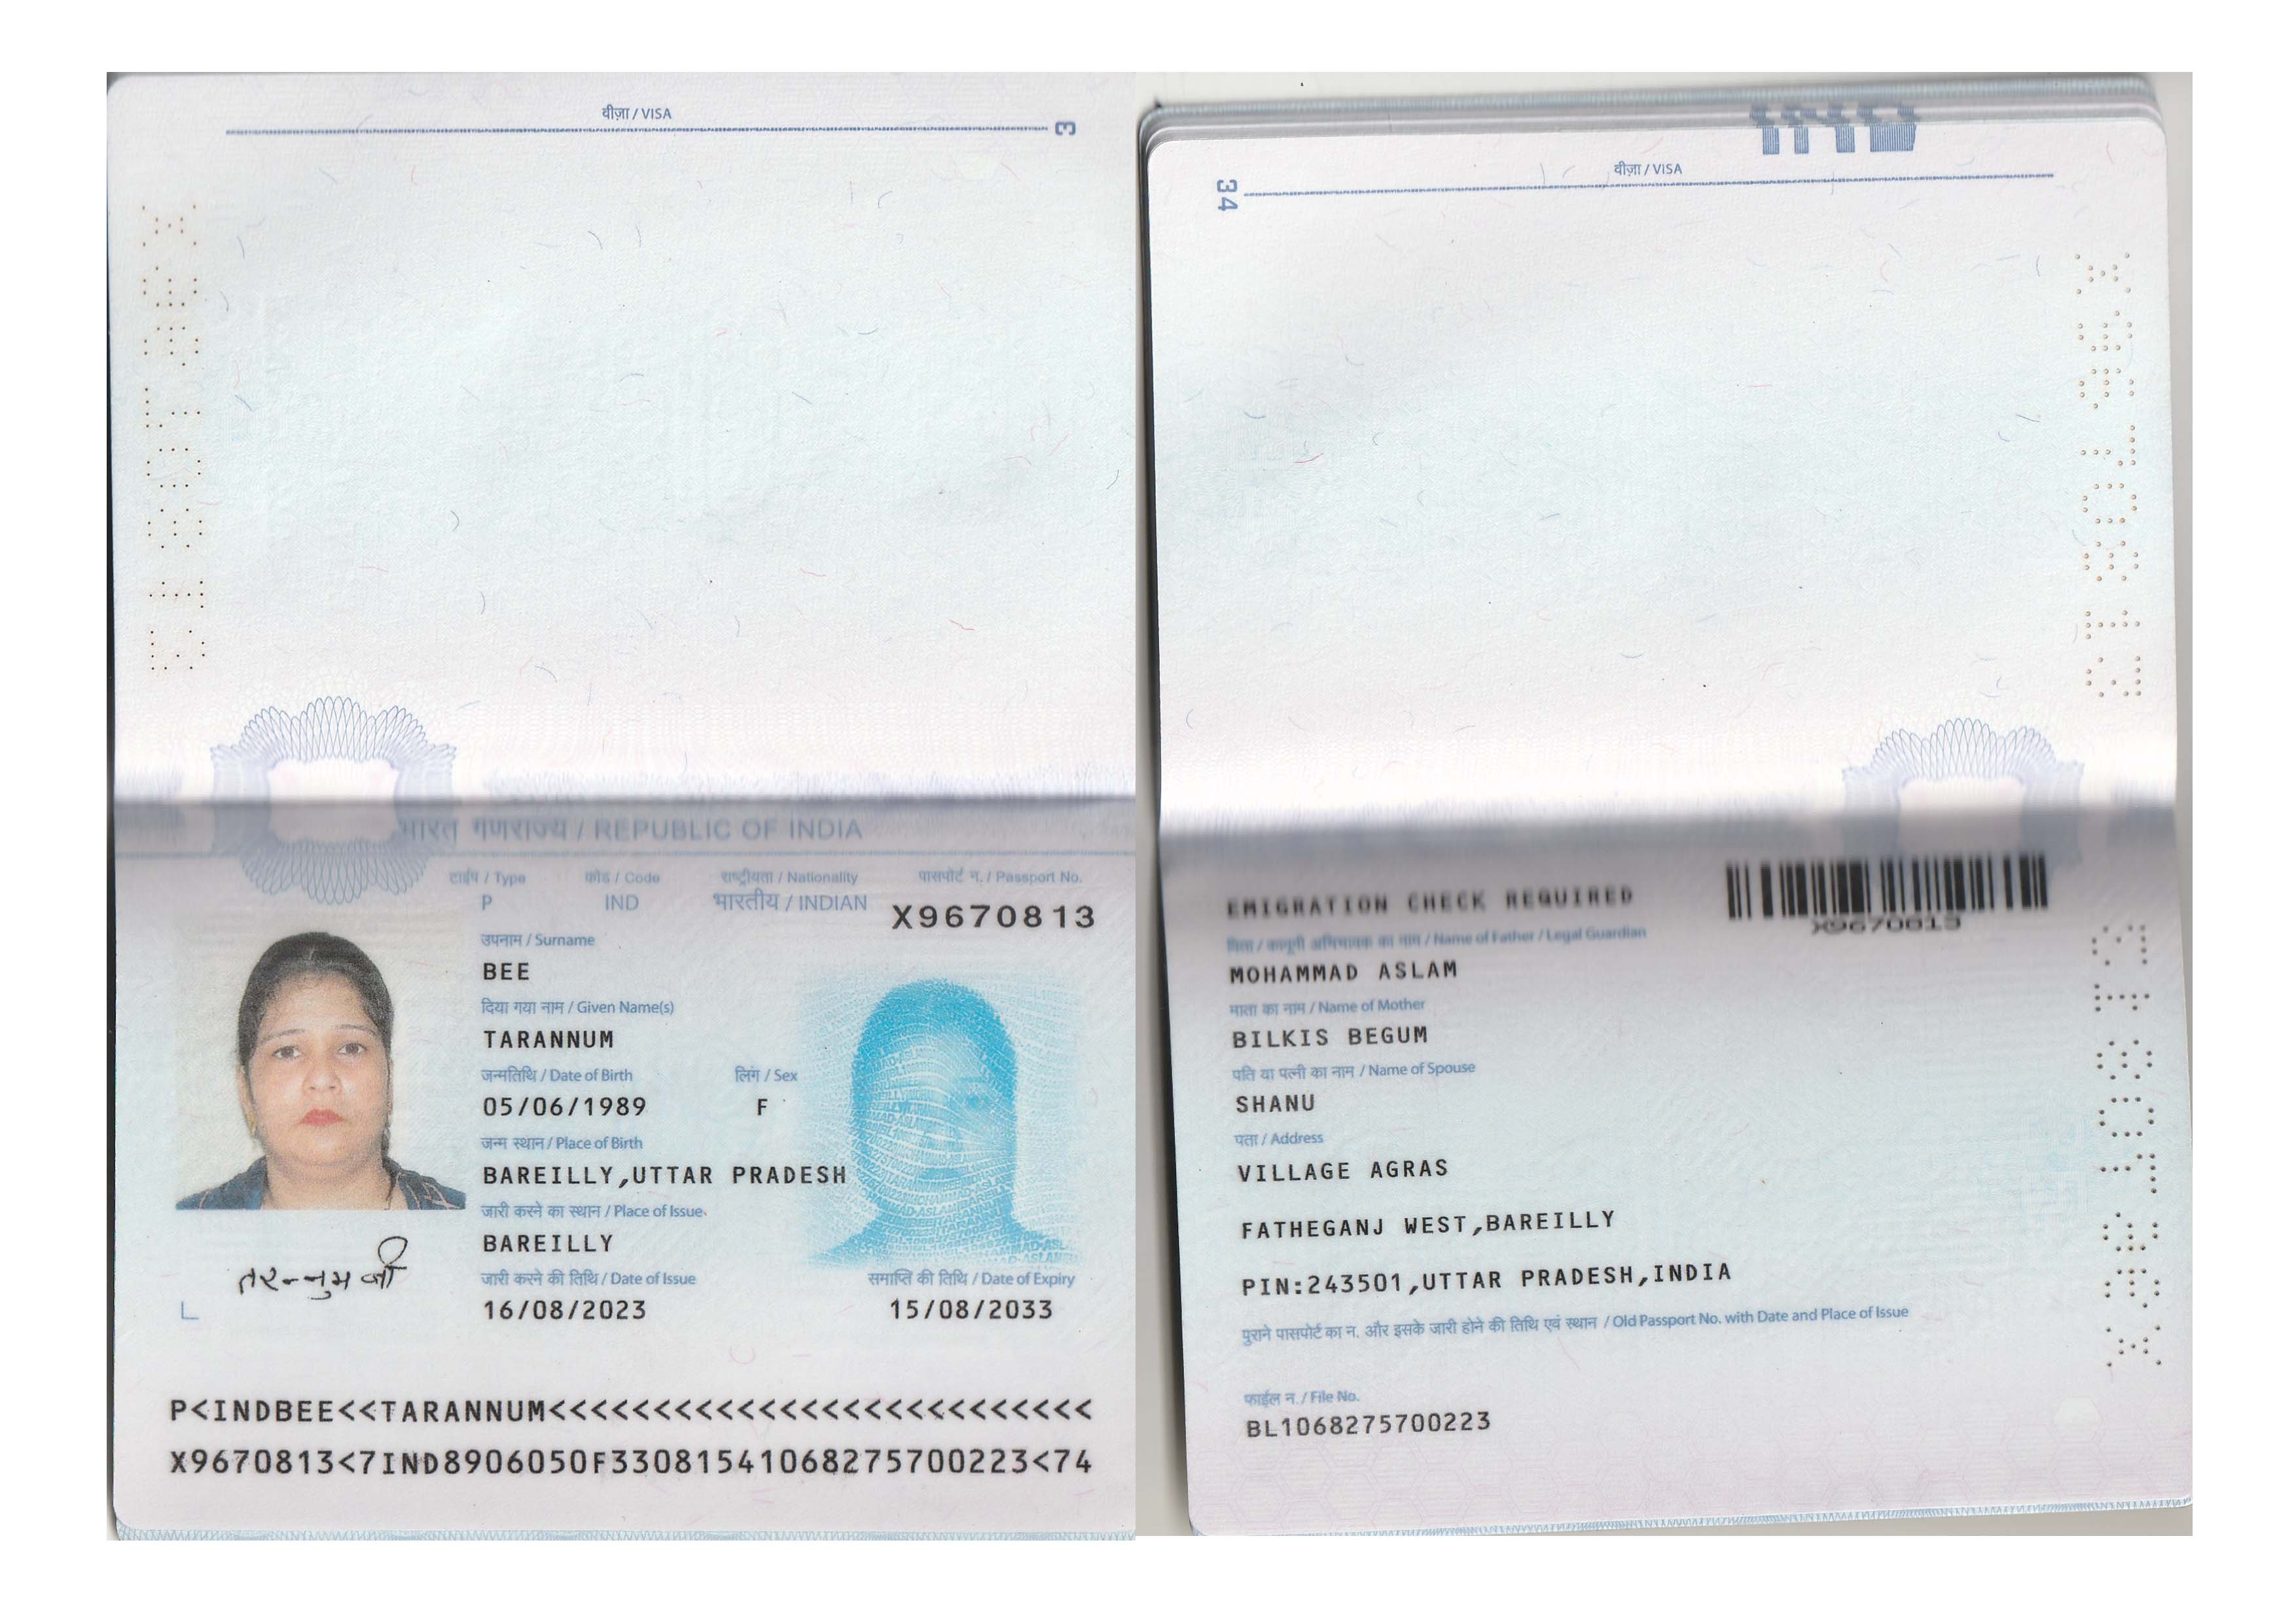 वीज़ा / VISA
3
भारत गणराज्य / REPUBLIC OF INDIA
टाईप / Type
कोड / Code
राष्ट्रीयता / Nationality
पासपोर्ट न. / Passport No.
P
IND
भारतीय / INDIAN
X9670813
उपनाम / Surname
BEE
दिया गया नाम / Given Name(s)
TARANNUM
जन्मतिथि / Date of Birth
लिंग / Sex
05/06/1989
F
जन्म स्थान / Place of Birth
BAREILLY,UTTAR PRADESH
जारी करने का स्थान / Place of Issue
BAREILLY
जारी करने की तिथि / Date of Issue
समाप्ति की तिथि / Date of Expiry
16/08/2023
15/08/2033
तरन्नुम बी
L
P<INDBEE<<TARANNUM<<<<<<<<<<<<<<<<<<<<<<<<<<
X9670813<7IND8906050F33081541068275700223<74
वीज़ा / VISA
34
EMIGRATION CHECK REQUIRED
X9670813
पिता / कानूनी अभिभावक का नाम / Name of Father / Legal Guardian
MOHAMMAD ASLAM
माता का नाम / Name of Mother
BILKIS BEGUM
पति या पत्नी का नाम / Name of Spouse
SHANU
पता / Address
VILLAGE AGRAS
FATHEGANJ WEST,BAREILLY
PIN:243501,UTTAR PRADESH,INDIA
पुराने पासपोर्ट का न. और इसके जारी होने की तिथि एवं स्थान / Old Passport No. with Date and Place of Issue
फाईल न. / File No.
BL1068275700223
X9670813